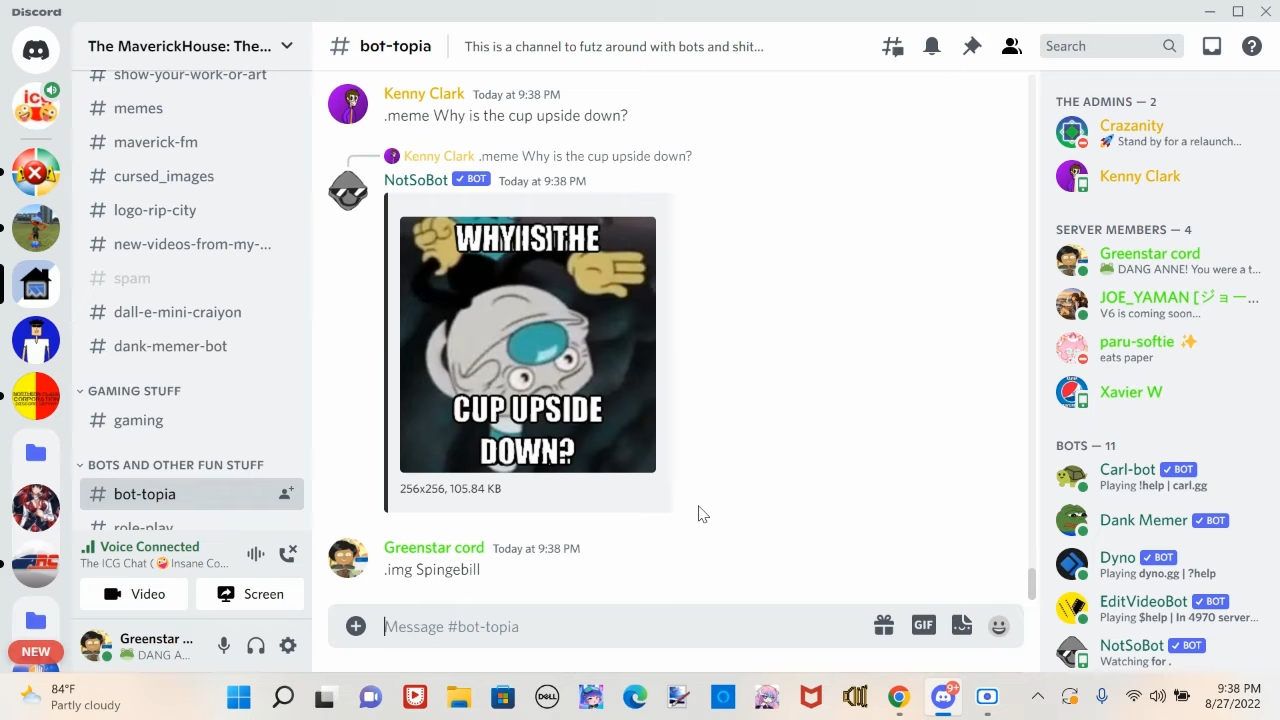 Discord
The MaverickHouse: The...
show-your-work-or-art
memes
maverick-fm
cursed_images
logo-rip-city
new-videos-from-my-...
spam
dall-e-mini-craiyon
dank-memer-bot
GAMING STUFF
gaming
BOTS AND OTHER FUN STUFF
bot-topia
role-play
Voice Connected
The ICG Chat (🤪 Insane Co...
Video
Screen
Greenstar ...
DANG A...
NEW
bot-topia
This is a channel to futz around with bots and shit...
Search
Kenny Clark Today at 9:38 PM
.meme Why is the cup upside down?
Kenny Clark .meme Why is the cup upside down?
NotSoBot ✓ BOT Today at 9:38 PM
WHY IS THE
CUP UPSIDE
DOWN?
256x256, 105.84 KB
Greenstar cord Today at 9:38 PM
.img Spingebill
Message #bot-topia
GIF
THE ADMINS — 2
Crazanity
🚀 Stand by for a relaunch...
Kenny Clark
SERVER MEMBERS — 4
Greenstar cord
DANG ANNE! You were a t...
JOE_YAMAN [ジョー...
V6 is coming soon...
paru-softie ✨
eats paper
Xavier W
BOTS — 11
Carl-bot ✓ BOT
Playing !help | carl.gg
Dank Memer ✓ BOT
Dyno ✓ BOT
Playing dyno.gg | ?help
EditVideoBot ✓ BOT
Playing $help | In 4970 server...
NotSoBot ✓ BOT
Watching for .
84°F
Partly cloudy
DELL
9+
9:38 PM
8/27/2022